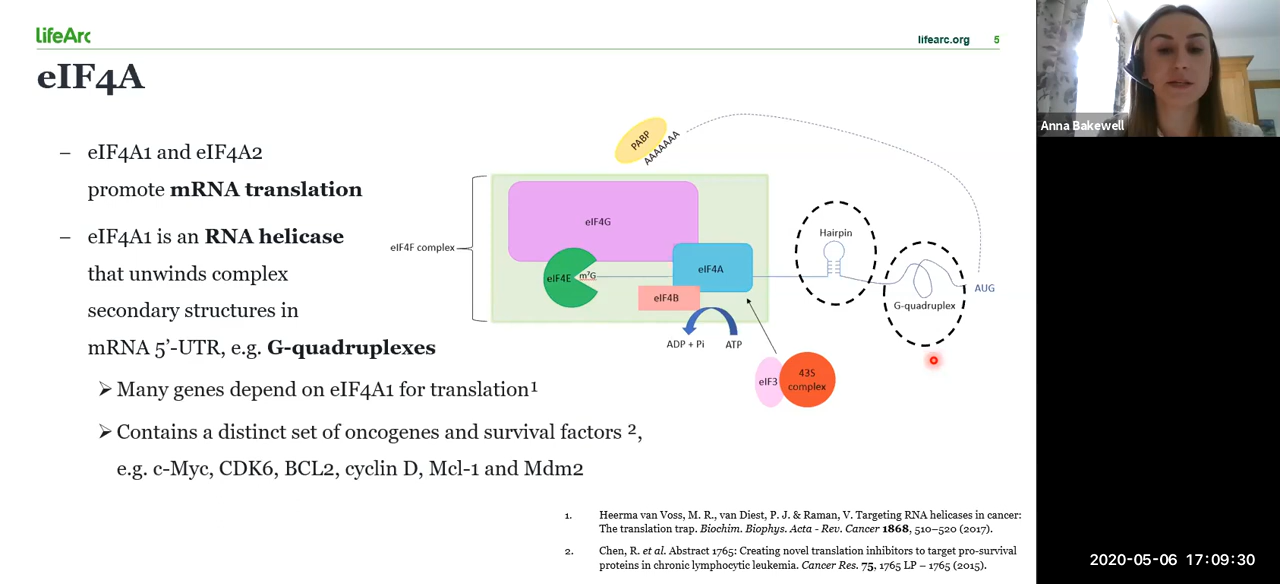 lifeArc
lifearc.org 5
eIF4A
– eIF4A1 and eIF4A2
promote mRNA translation
– eIF4A1 is an RNA helicase
that unwinds complex
secondary structures in
mRNA 5’-UTR, e.g. G-quadruplexes
➢ Many genes depend on eIF4A1 for translation¹
➢ Contains a distinct set of oncogenes and survival factors ²,
e.g. c-Myc, CDK6, BCL2, cyclin D, Mcl-1 and Mdm2
PABP
AAAAAAA
eIF4G
eIF4F complex
eIF4E
m⁷G
eIF4A
eIF4B
ADP + Pi
ATP
Hairpin
G-quadruplex
AUG
eIF3
43S
complex
1. Heerma van Voss, M. R., van Diest, P. J. & Raman, V. Targeting RNA helicases in cancer:
The translation trap. Biochim. Biophys. Acta - Rev. Cancer 1868, 510–520 (2017).
2. Chen, R. et al. Abstract 1765: Creating novel translation inhibitors to target pro-survival
proteins in chronic lymphocytic leukemia. Cancer Res. 75, 1765 LP – 1765 (2015).
Anna Bakewell
2020-05-06 17:09:30